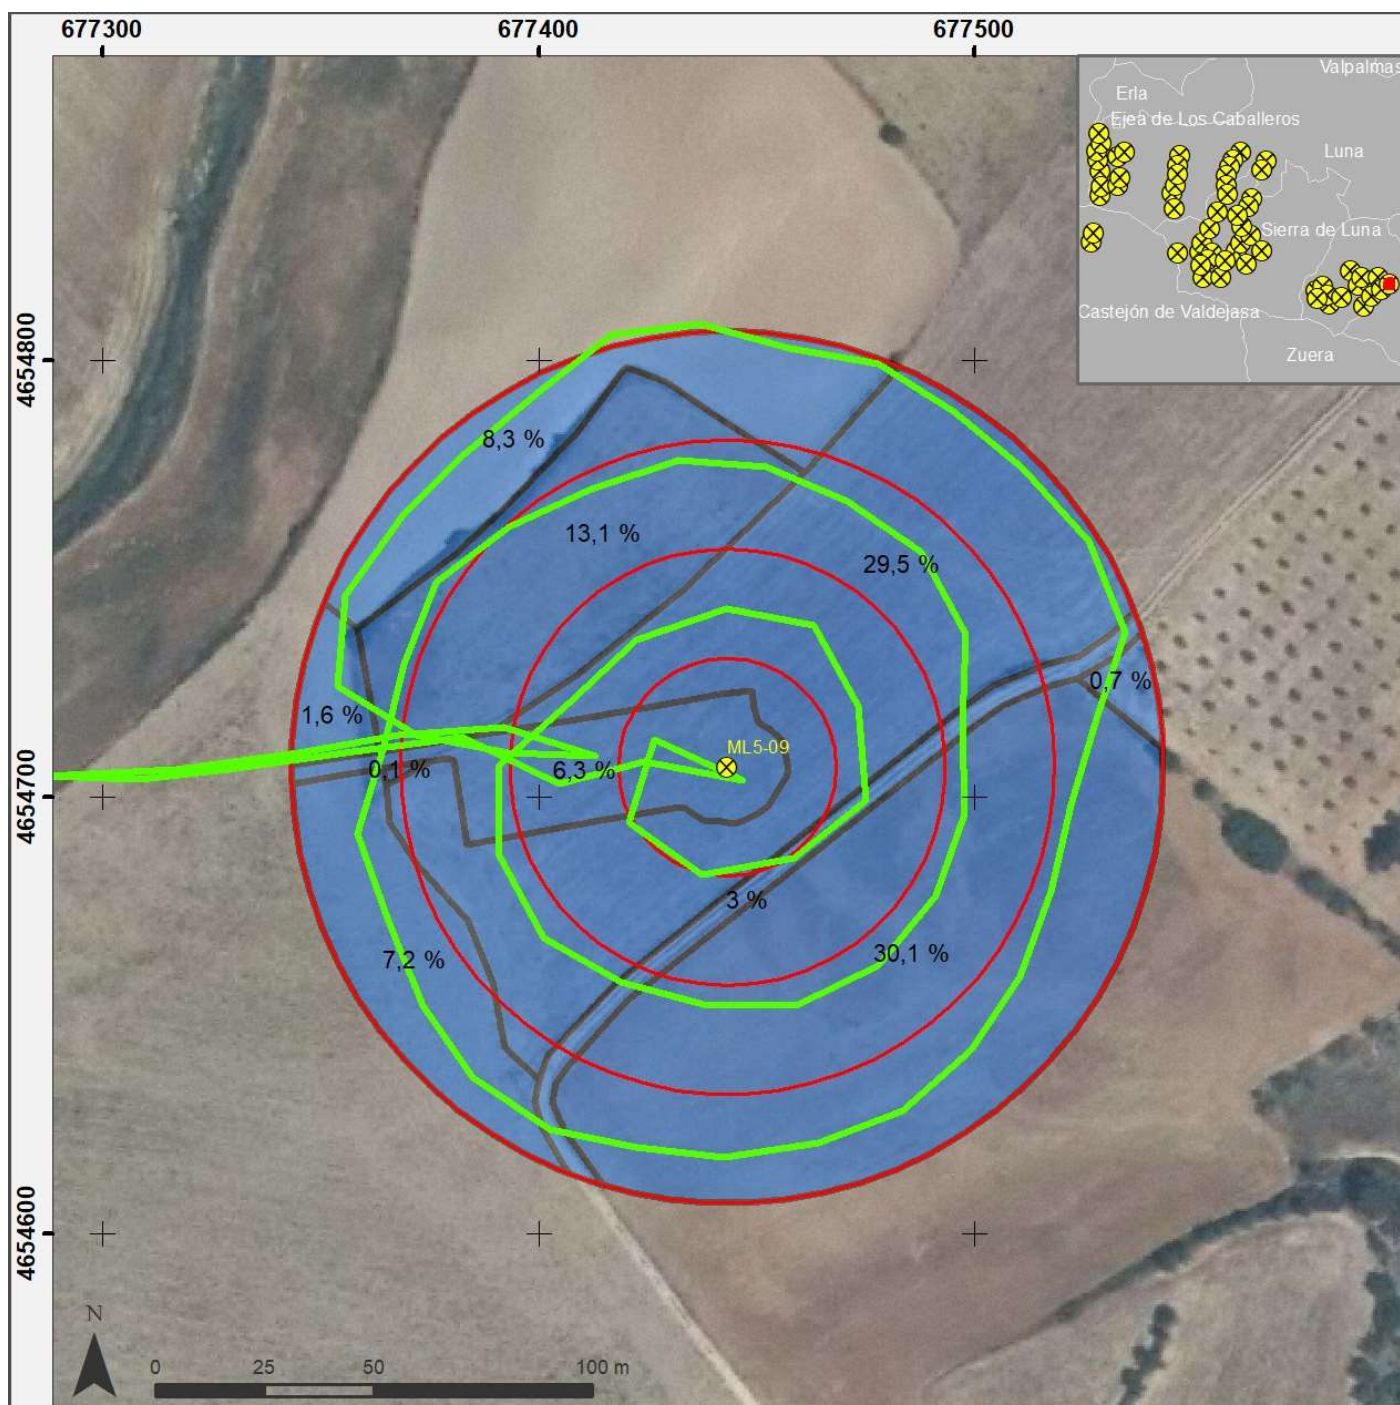 677300
677400
677500
Valpalmas
Erla
Ejea de Los Caballeros
Luna
Sierra de Luna
Castejón de Valdejasa
Zuera
4654800
8,3 %
13,1 %
29,5 %
0,7 %
1,6 %
ML5-09
0,1 %
6,3 %
4654700
3 %
30,1 %
7,2 %
4654600
N
0
25
50
100 m